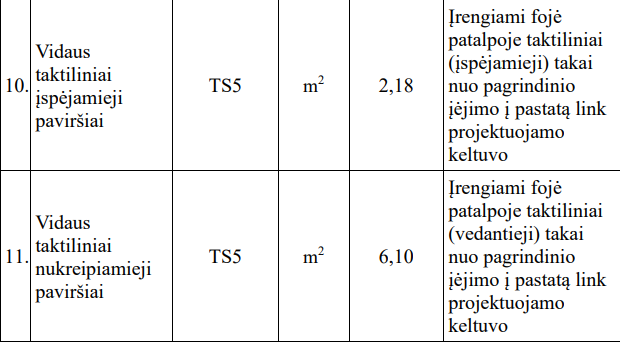 10.
Vidaus
taktiliniai
įspėjamieji
paviršiai
TS5
m²
2,18
Įrengiami fojė
patalpoje taktiliniai
(įspėjamieji) takai
nuo pagrindinio
įėjimo į pastatą link
projektuojamo
keltuvo
11.
Vidaus
taktiliniai
nukreipiamieji
paviršiai
TS5
m²
6,10
Įrengiami fojė
patalpoje taktiliniai
(vedantieji) takai
nuo pagrindinio
įėjimo į pastatą link
projektuojamo
keltuvo